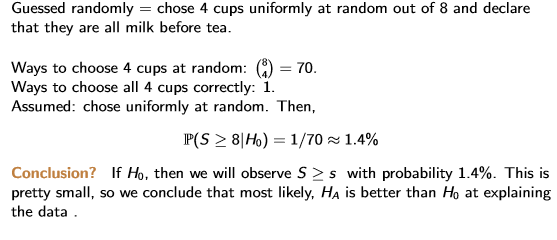 Guessed randomly = chose 4 cups uniformly at random out of 8 and declare
that they are all milk before tea.
Ways to choose 4 cups at random: (8 4) = 70.
Ways to choose all 4 cups correctly: 1.
Assumed: chose uniformly at random. Then,
ℙ(S ≥ 8|H₀) = 1/70 ≈ 1.4%
Conclusion? If H₀, then we will observe S ≥ s with probability 1.4%. This is
pretty small, so we conclude that most likely, H_A is better than H₀ at explaining
the data .